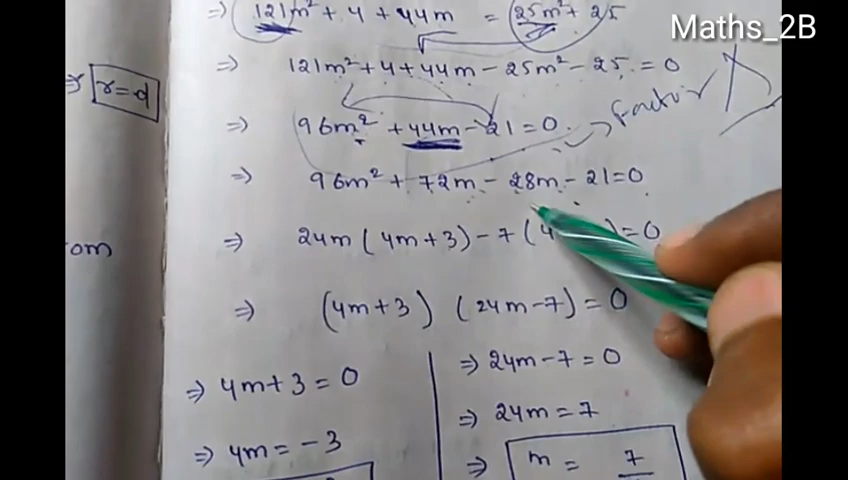 Maths_2B
⇒ 121m² + 4 + 44m = 25m² + 25
⇒ 121m² + 4 + 44m - 25m² - 25 = 0
⇒ r = d
⇒ 96m² + 44m - 21 = 0
Factor
⇒ 96m² + 72m - 28m - 21 = 0
om
⇒ 24m (4m + 3) - 7 (4 ) = 0
⇒ (4m + 3) (24m - 7) = 0
⇒ 4m + 3 = 0
⇒ 4m = -3
⇒ 24m - 7 = 0
⇒ 24m = 7
⇒ m = 7